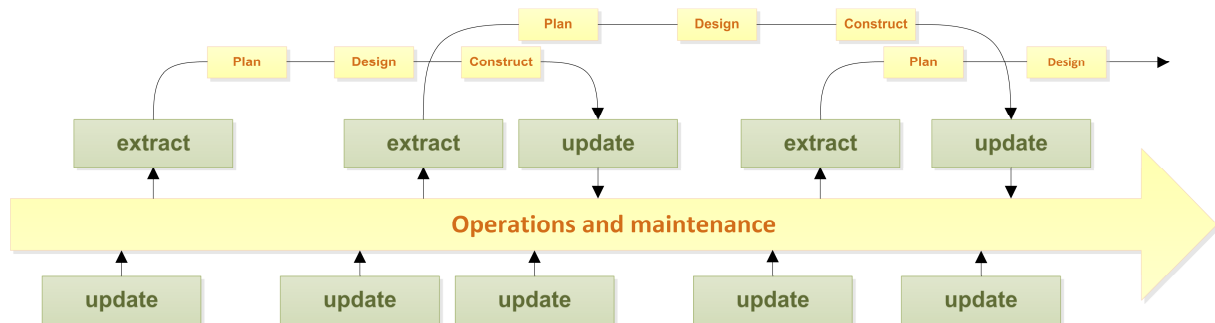 Plan
Design
Construct
Plan
Design
Construct
Plan
Design
extract
extract
update
extract
update
Operations and maintenance
update
update
update
update
update